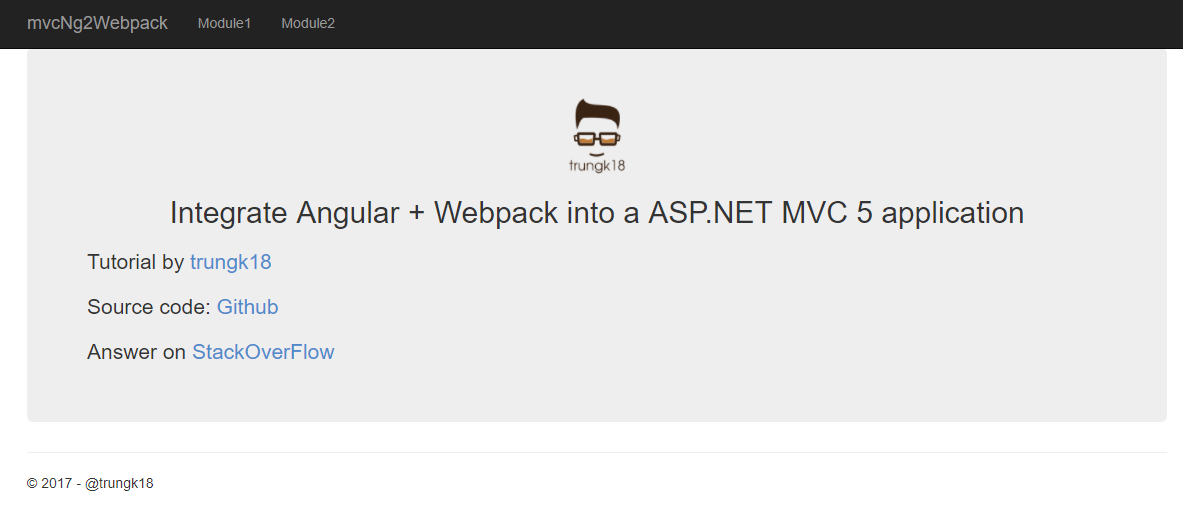 mvcNg2Webpack Module1 Module2
trungk18
Integrate Angular + Webpack into a ASP.NET MVC 5 application
Tutorial by trungk18
Source code: Github
Answer on StackOverFlow
© 2017 - @trungk18